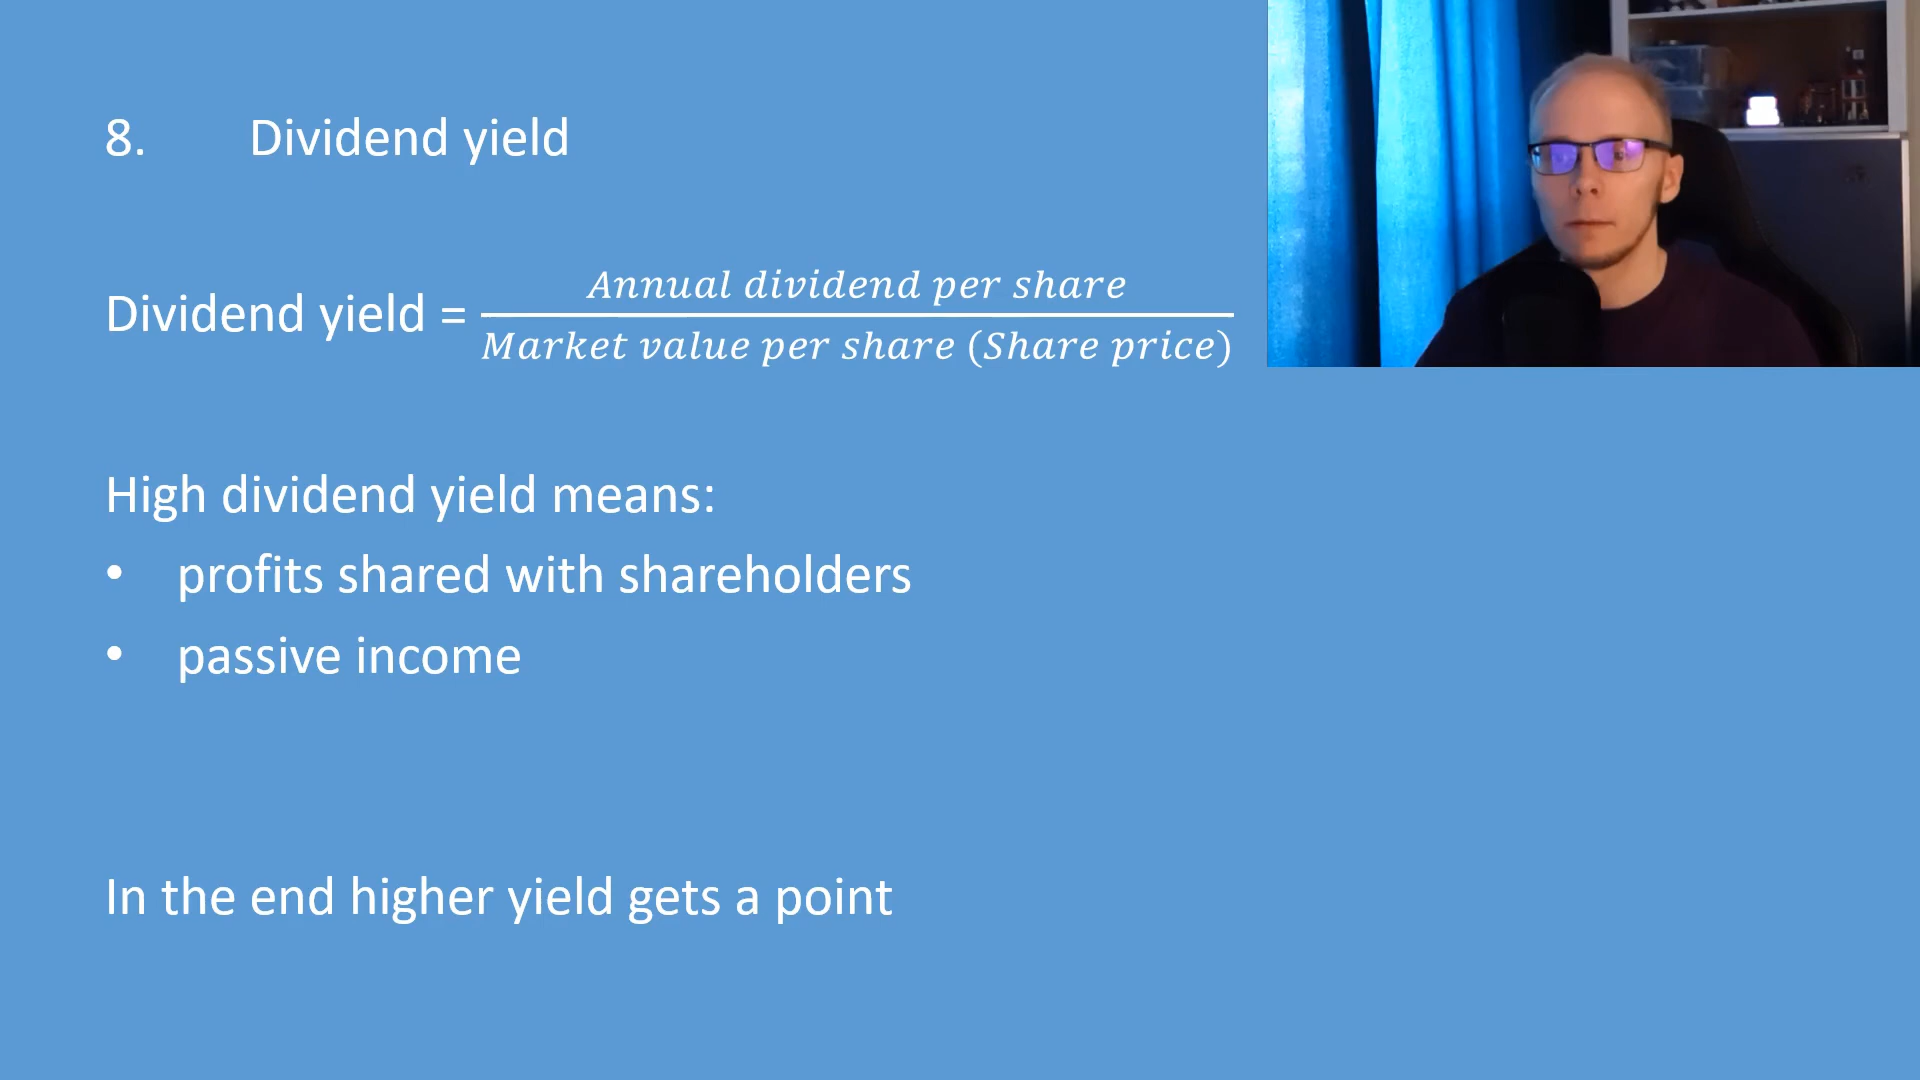 8. Dividend yield
Dividend yield = Annual dividend per share / Market value per share (Share price)
High dividend yield means:
• profits shared with shareholders
• passive income
In the end higher yield gets a point